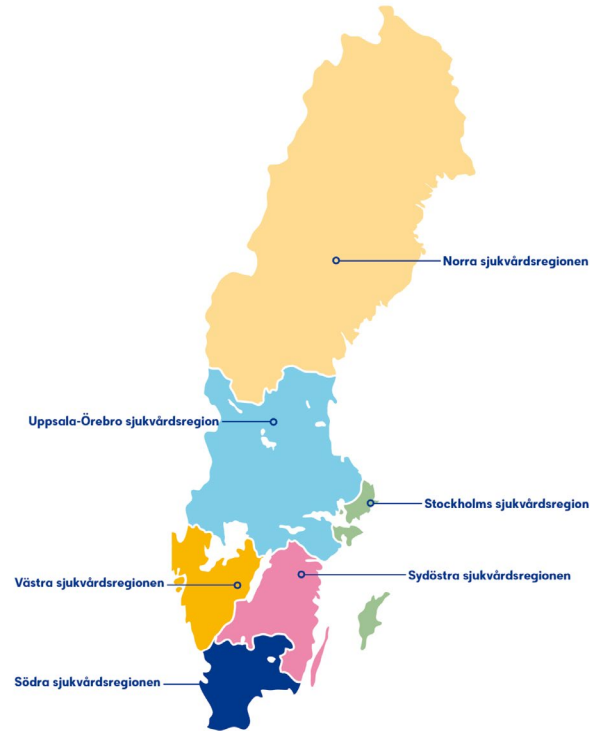 Norra sjukvårdsregionen
Uppsala-Örebro sjukvårdsregion
Stockholms sjukvårdsregion
Sydöstra sjukvårdsregionen
Västra sjukvårdsregionen
Södra sjukvårdsregionen